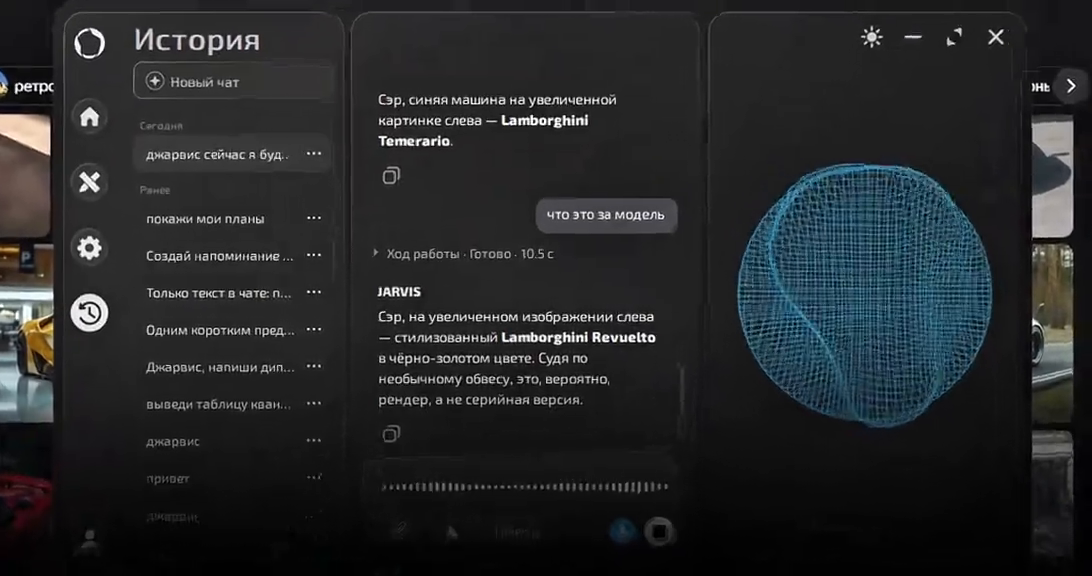 История
Новый чат
Сегодня
джарвис сейчас я буд..
Ранее
покажи мои планы
Создай напоминание ...
Только текст в чате: п...
Одним коротким пред...
Джарвис, напиши дип...
выведи таблицу кван...
джарвис
привет
джарвис
Сэр, синяя машина на увеличенной
картинке слева — Lamborghini
Temerario.
что это за модель
Ход работы · Готово · 10.5 с
JARVIS
Сэр, на увеличенном изображении слева
— стилизованный Lamborghini Revuelto
в чёрно-золотом цвете. Судя по
необычному обвесу, это, вероятно,
рендер, а не серийная версия.
ретро
P